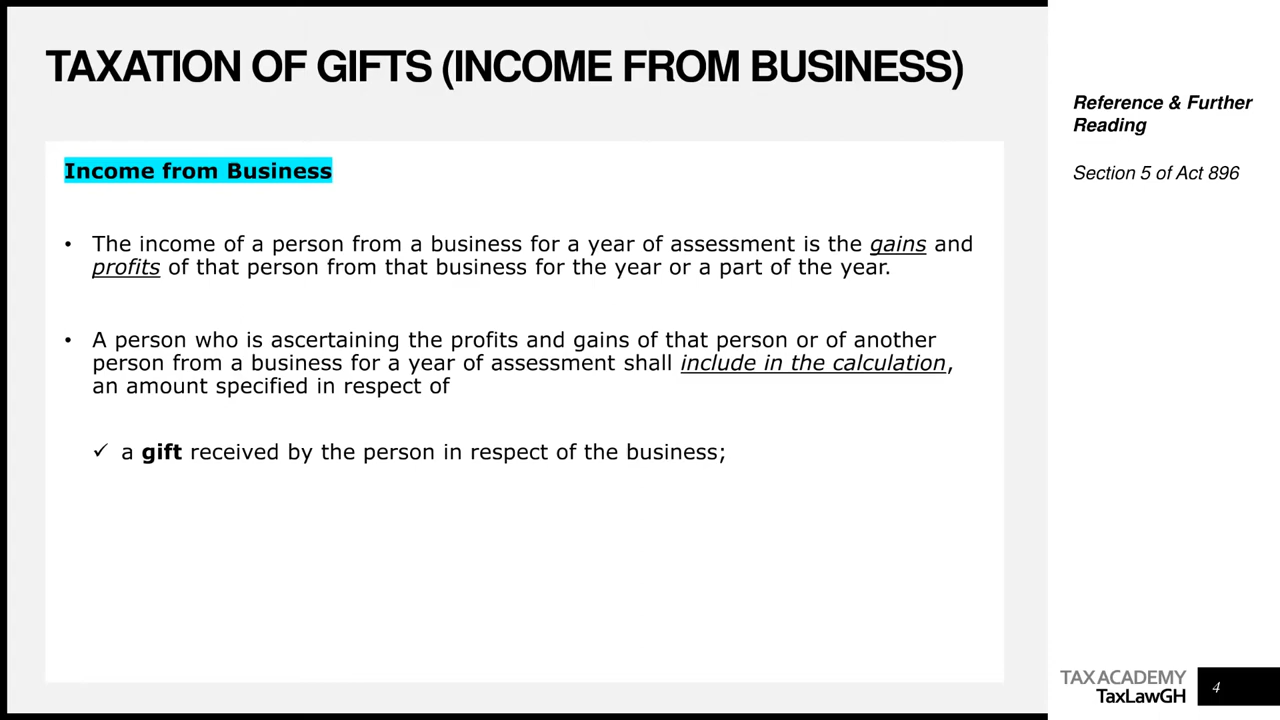 TAXATION OF GIFTS (INCOME FROM BUSINESS)
Income from Business
• The income of a person from a business for a year of assessment is the gains and
profits of that person from that business for the year or a part of the year.
• A person who is ascertaining the profits and gains of that person or of another
person from a business for a year of assessment shall include in the calculation,
an amount specified in respect of
✓ a gift received by the person in respect of the business;
Reference & Further
Reading
Section 5 of Act 896
TAX ACADEMY
TaxLawGH
4